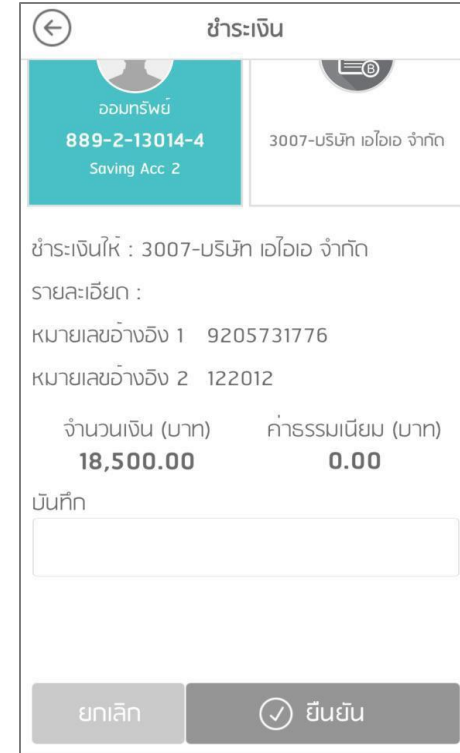 ชำระเงิน
ออมทรัพย์
889-2-13014-4
Saving Acc 2
B
3007-บริษัท เอไอเอ จำกัด
ชำระเงินให้ : 3007-บริษัท เอไอเอ จำกัด
รายละเอียด :
หมายเลขอ้างอิง 1 9205731776
หมายเลขอ้างอิง 2 122012
จำนวนเงิน (บาท) ค่าธรรมเนียม (บาท)
18,500.00 0.00
บันทึก
ยกเลิก ยืนยัน